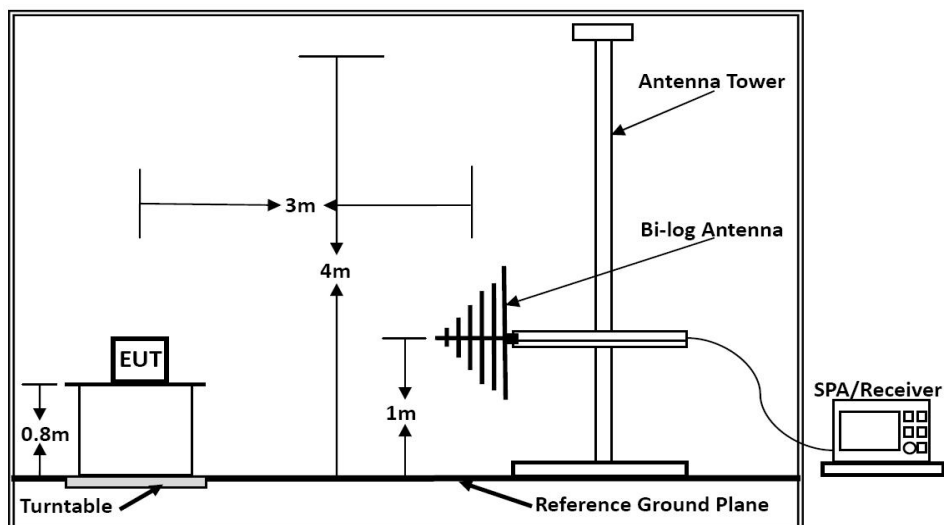 Antenna Tower
3m
Bi-log Antenna
4m
EUT
SPA/Receiver
1m
0.8m
Turntable
Reference Ground Plane